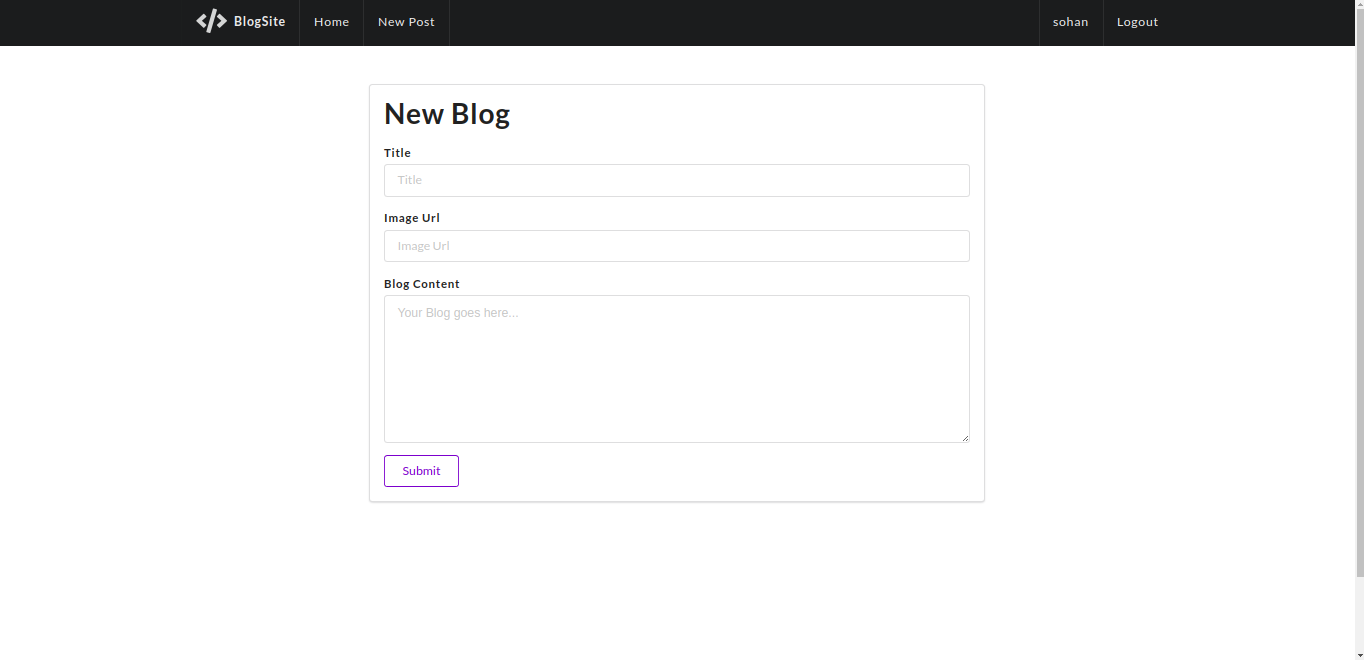 BlogSite Home New Post sohan Logout
New Blog
Title
Title
Image Url
Image Url
Blog Content
Your Blog goes here...
Submit